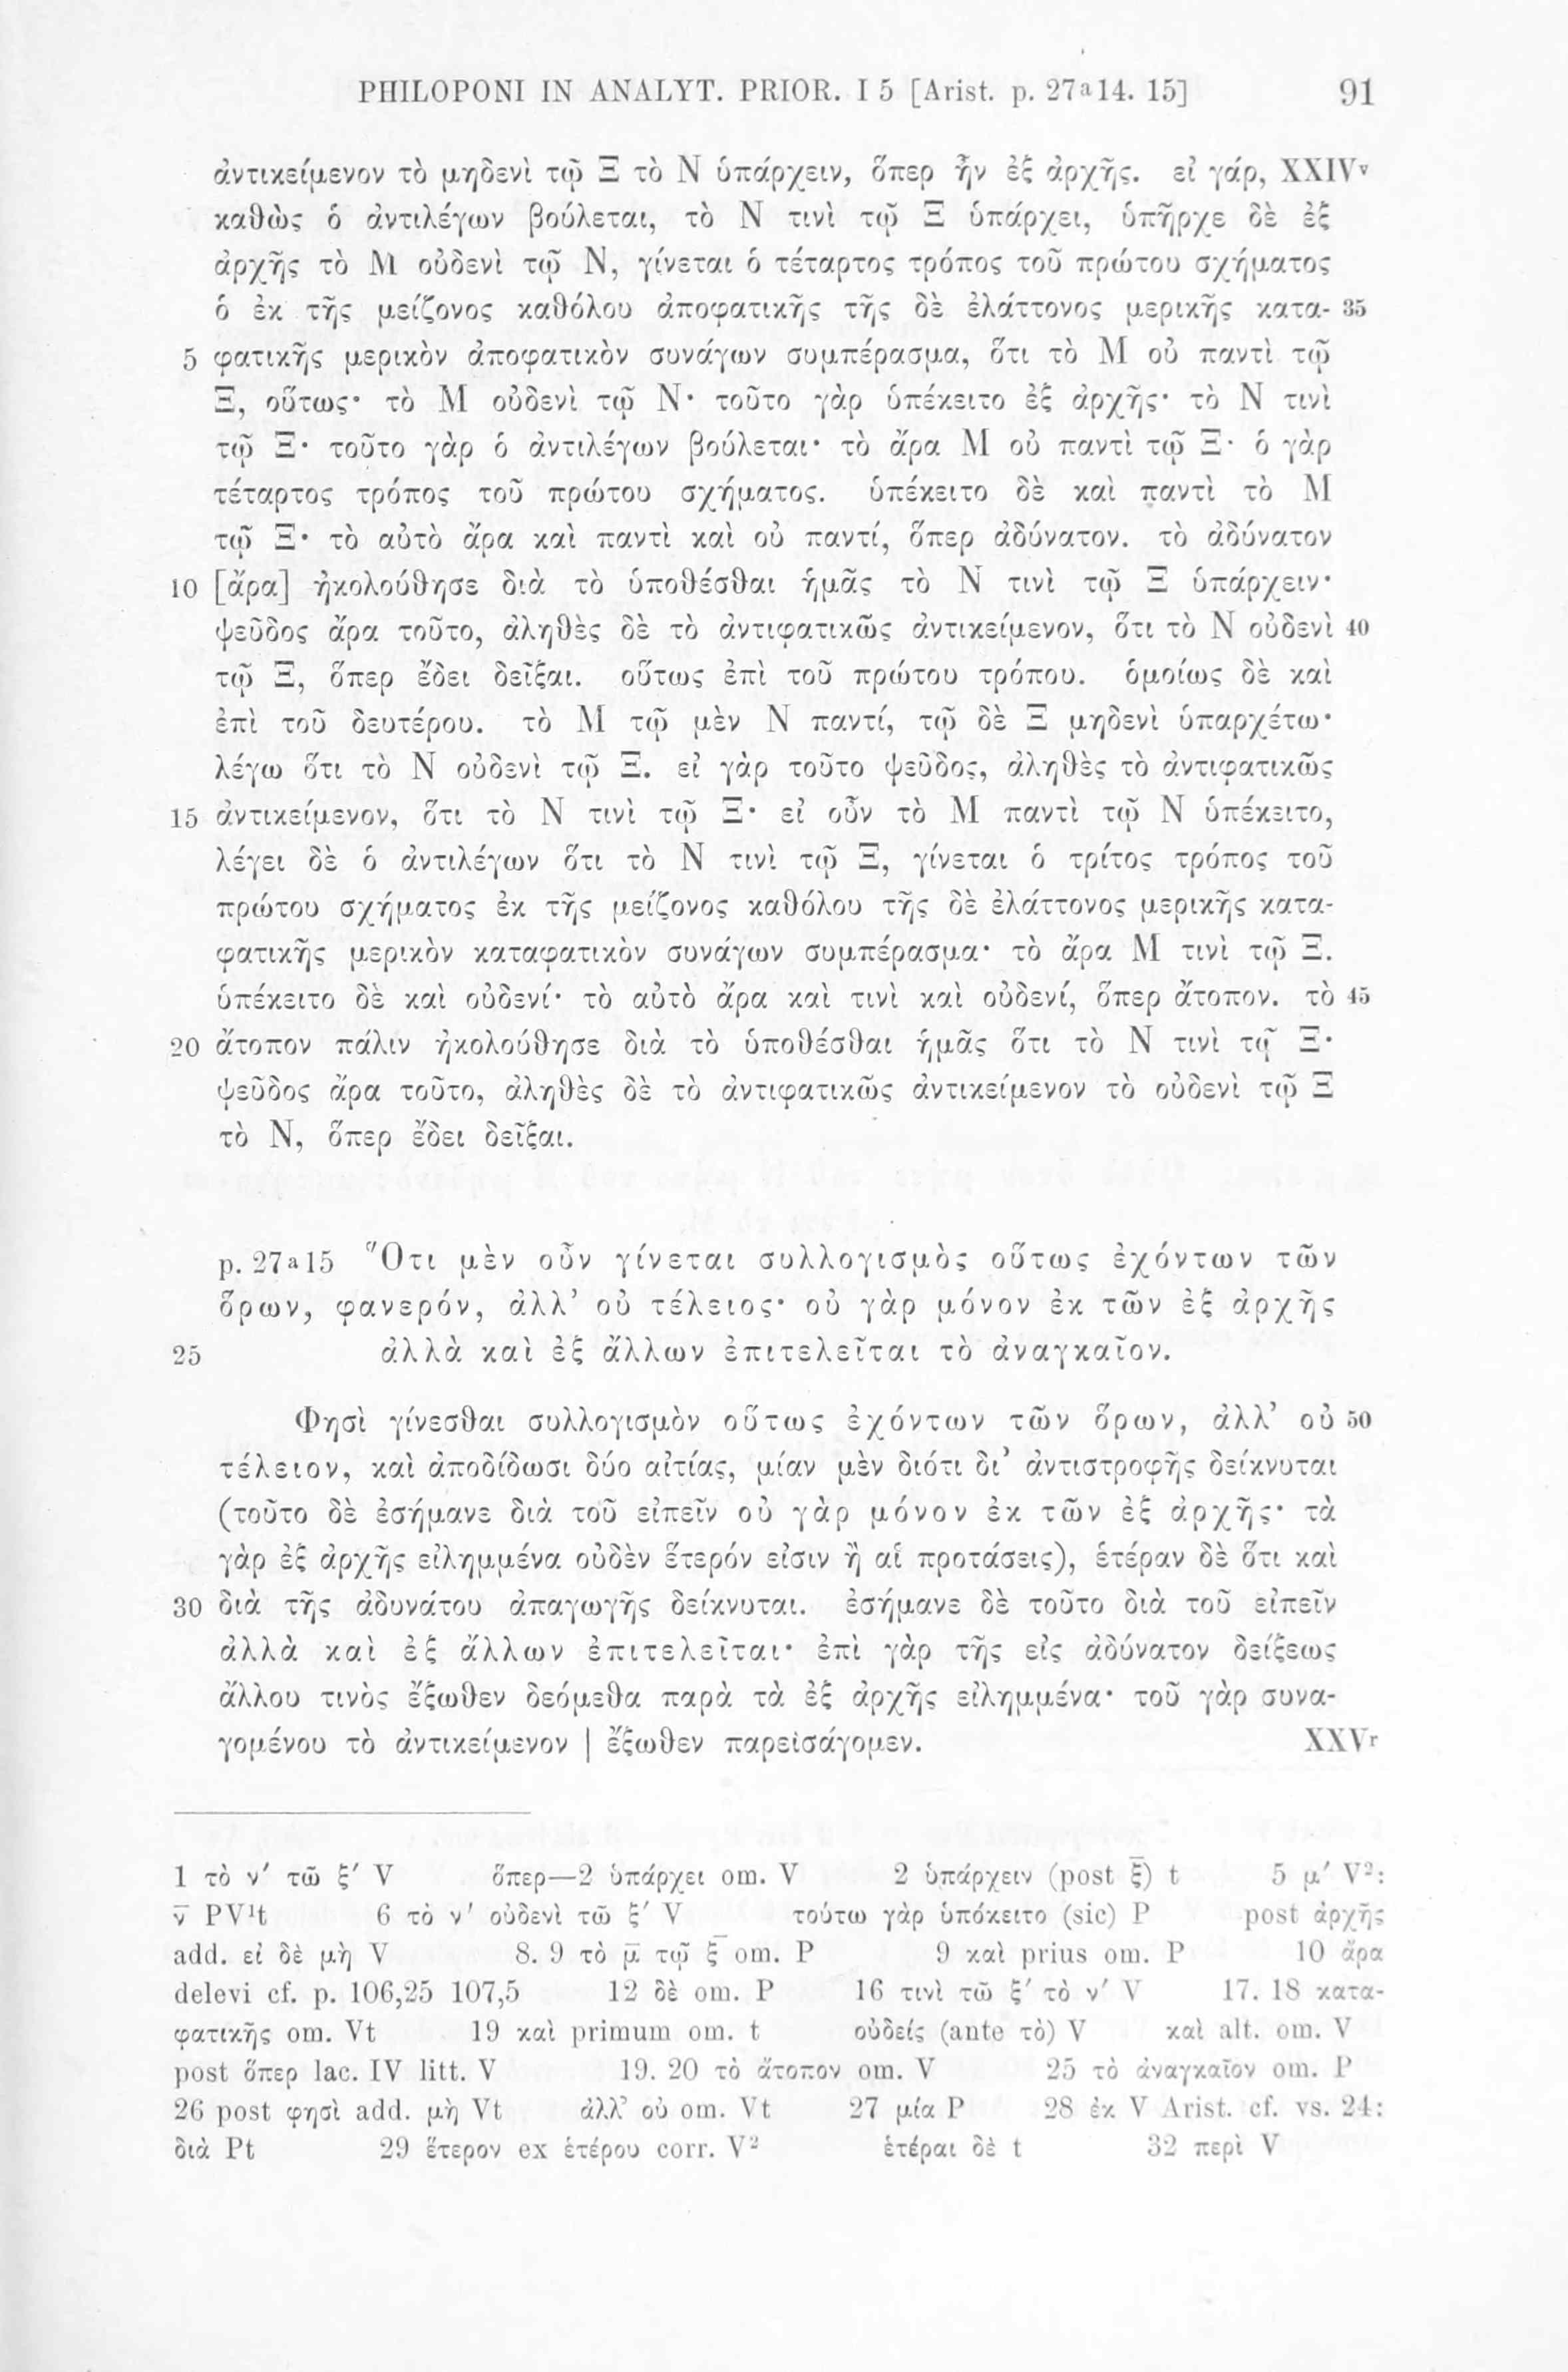 PHILOPONI IN ANALYT. PRIOR. I 5 [Arist. p. 27a14. 15] 91
ἀντικείμενον τὸ μηδενὶ τῷ Ξ τὸ Ν ὑπάρχειν, ὅπερ ἦν ἐξ ἀρχῆς. εἰ γάρ, XXIVv
καθὼς ὁ ἀντιλέγων βούλεται, τὸ Ν τινὶ τῷ Ξ ὑπάρχει, ὑπῆρχε δὲ ἐξ
ἀρχῆς τὸ Μ οὐδενὶ τῷ Ν, γίνεται ὁ τέταρτος τρόπος τοῦ πρώτου σχήματος
ὁ ἐκ τῆς μείζονος καθόλου ἀποφατικῆς τῆς δὲ ἐλάττονος μερικῆς κατα- 35
5 φατικῆς μερικὸν ἀποφατικὸν συνάγων συμπέρασμα, ὅτι τὸ Μ οὐ παντὶ τῷ
Ξ, οὕτως· τὸ Μ οὐδενὶ τῷ Ν· τοῦτο γὰρ ὑπέκειτο ἐξ ἀρχῆς· τὸ Ν τινὶ
τῷ Ξ· τοῦτο γὰρ ὁ ἀντιλέγων βούλεται· τὸ ἄρα Μ οὐ παντὶ τῷ Ξ· ὁ γὰρ
τέταρτος τρόπος τοῦ πρώτου σχήματος. ὑπέκειτο δὲ καὶ παντὶ τὸ Μ
τῷ Ξ· τὸ αὐτὸ ἄρα καὶ παντὶ καὶ οὐ παντί, ὅπερ ἀδύνατον. τὸ ἀδύνατον
10 [ἄρα] ἠκολούθησε διὰ τὸ ὑποθέσθαι ἡμᾶς τὸ Ν τινὶ τῷ Ξ ὑπάρχειν·
ψεῦδος ἄρα τοῦτο, ἀληθὲς δὲ τὸ ἀντιφατικῶς ἀντικείμενον, ὅτι τὸ Ν οὐδενὶ 40
τῷ Ξ, ὅπερ ἔδει δεῖξαι. οὕτως ἐπὶ τοῦ πρώτου τρόπου. ὁμοίως δὲ καὶ
ἐπὶ τοῦ δευτέρου. τὸ Μ τῷ μὲν Ν παντί, τῷ δὲ Ξ μηδενὶ ὑπαρχέτω·
λέγω ὅτι τὸ Ν οὐδενὶ τῷ Ξ. εἰ γὰρ τοῦτο ψεῦδος, ἀληθὲς τὸ ἀντιφατικῶς
15 ἀντικείμενον, ὅτι τὸ Ν τινὶ τῷ Ξ· εἰ οὖν τὸ Μ παντὶ τῷ Ν ὑπέκειτο,
λέγει δὲ ὁ ἀντιλέγων ὅτι τὸ Ν τινὶ τῷ Ξ, γίνεται ὁ τρίτος τρόπος τοῦ
πρώτου σχήματος ἐκ τῆς μείζονος καθόλου τῆς δὲ ἐλάττονος μερικῆς κατα-
φατικῆς μερικὸν καταφατικὸν συνάγων συμπέρασμα· τὸ ἄρα Μ τινὶ τῷ Ξ.
ὑπέκειτο δὲ καὶ οὐδενί· τὸ αὐτὸ ἄρα καὶ τινὶ καὶ οὐδενί, ὅπερ ἄτοπον. τὸ 45
20 ἄτοπον πάλιν ἠκολούθησε διὰ τὸ ὑποθέσθαι ἡμᾶς ὅτι τὸ Ν τινὶ τῷ Ξ·
ψεῦδος ἄρα τοῦτο, ἀληθὲς δὲ τὸ ἀντιφατικῶς ἀντικείμενον τὸ οὐδενὶ τῷ Ξ
τὸ Ν, ὅπερ ἔδει δεῖξαι.
p. 27a15 Ὅτι μὲν οὖν γίνεται συλλογισμὸς οὕτως ἐχόντων τῶν
ὅρων, φανερόν, ἀλλ’ οὐ τέλειος· οὐ γὰρ μόνον ἐκ τῶν ἐξ ἀρχῆς
25 ἀλλὰ καὶ ἐξ ἄλλων ἐπιτελεῖται τὸ ἀναγκαῖον.
Φησὶ γίνεσθαι συλλογισμὸν οὕτως ἐχόντων τῶν ὅρων, ἀλλ’ οὐ 50
τέλειον, καὶ ἀποδίδωσι δύο αἰτίας, μίαν μὲν διότι δι’ ἀντιστροφῆς δείκνυται
(τοῦτο δὲ ἐσήμανε διὰ τοῦ εἰπεῖν οὐ γὰρ μόνον ἐκ τῶν ἐξ ἀρχῆς· τὰ
γὰρ ἐξ ἀρχῆς εἰλημμένα οὐδὲν ἕτερόν εἰσιν ἢ αἱ προτάσεις), ἑτέραν δὲ ὅτι καὶ
30 διὰ τῆς ἀδυνάτου ἀπαγωγῆς δείκνυται. ἐσήμανε δὲ τοῦτο διὰ τοῦ εἰπεῖν
ἀλλὰ καὶ ἐξ ἄλλων ἐπιτελεῖται· ἐπὶ γὰρ τῆς εἰς ἀδύνατον δείξεως
ἄλλου τινὸς ἔξωθεν δεόμεθα παρὰ τὰ ἐξ ἀρχῆς εἰλημμένα· τοῦ γὰρ συνα-
γομένου τὸ ἀντικείμενον | ἔξωθεν παρεισάγομεν. XXVr
1 τὸ ν′ τῶ ξ′ V ὅπερ—2 ὑπάρχει om. V 2 ὑπάρχειν (post ξ̄) t 5 μ′ V²:
ν̄ PV¹t 6 τὸ ν′ οὐδενὶ τῶ ξ′ V τούτω γὰρ ὑπόκειτο (sic) P post ἀρχῆς
add. εἰ δὲ μὴ V 8. 9 τὸ μ̄ τῷ ξ̄ om. P 9 καὶ prius om. P 10 ἄρα
delevi cf. p. 106,25 107,5 12 δὲ om. P 16 τινὶ τῶ ξ′ τὸ ν′ V 17. 18 κατα-
φατικῆς om. Vt 19 καὶ primum om. t οὐδείς (ante τὸ) V καὶ alt. om. V
post ὅπερ lac. IV litt. V 19. 20 τὸ ἄτοπον om. V 25 τὸ ἀναγκαῖον om. P
26 post φησὶ add. μὴ Vt ἀλλ’ οὐ om. Vt 27 μία P 28 ἐκ V Arist. cf. vs. 24:
διὰ Pt 29 ἕτερον ex ἑτέρου corr. V² ἑτέραι δὲ t 32 περὶ V